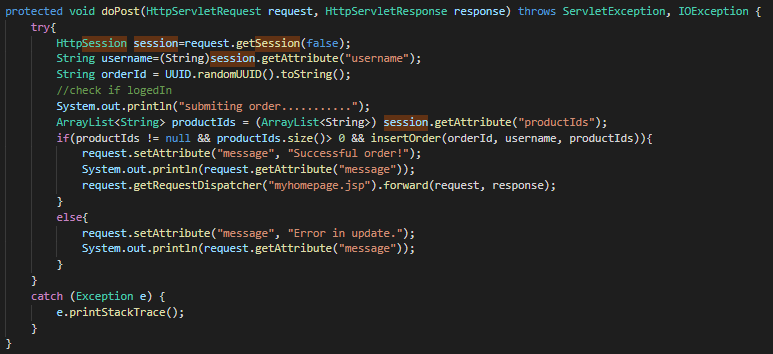 protected void doPost(HttpServletRequest request, HttpServletResponse response) throws ServletException, IOException {
try{
HttpSession session=request.getSession(false);
String username=(String)session.getAttribute("username");
String orderId = UUID.randomUUID().toString();
//check if logedIn
System.out.println("submiting order...........");
ArrayList<String> productIds = (ArrayList<String>) session.getAttribute("productIds");
if(productIds != null && productIds.size()> 0 && insertOrder(orderId, username, productIds)){
request.setAttribute("message", "Successful order!");
System.out.println(request.getAttribute("message"));
request.getRequestDispatcher("myhomepage.jsp").forward(request, response);
}
else{
request.setAttribute("message", "Error in update.");
System.out.println(request.getAttribute("message"));
}
}
catch (Exception e) {
e.printStackTrace();
}
}